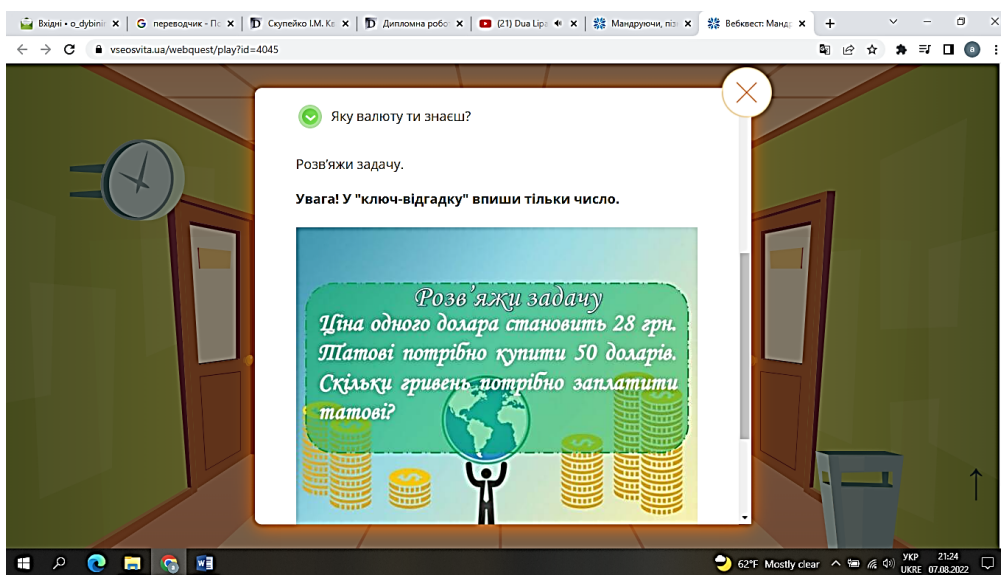 Вхідні • o_dybinin
переводчик - По
Скупейко І.М. Кв
Дипломна робот
(21) Dua Lipa
Мандруючи, пізн
Вебквест: Манд
vseosvita.ua/webquest/play?id=4045
a
Яку валюту ти знаєш?
Розв’яжи задачу.
Увага! У "ключ-відгадку" впиши тільки число.
Розв’яжи задачу
Ціна одного долара становить 28 грн.
Татові потрібно купити 50 доларів.
Скільки гривень потрібно заплатити
татові?
62°F Mostly clear
УКР
UKRE
21:24
07.08.2022